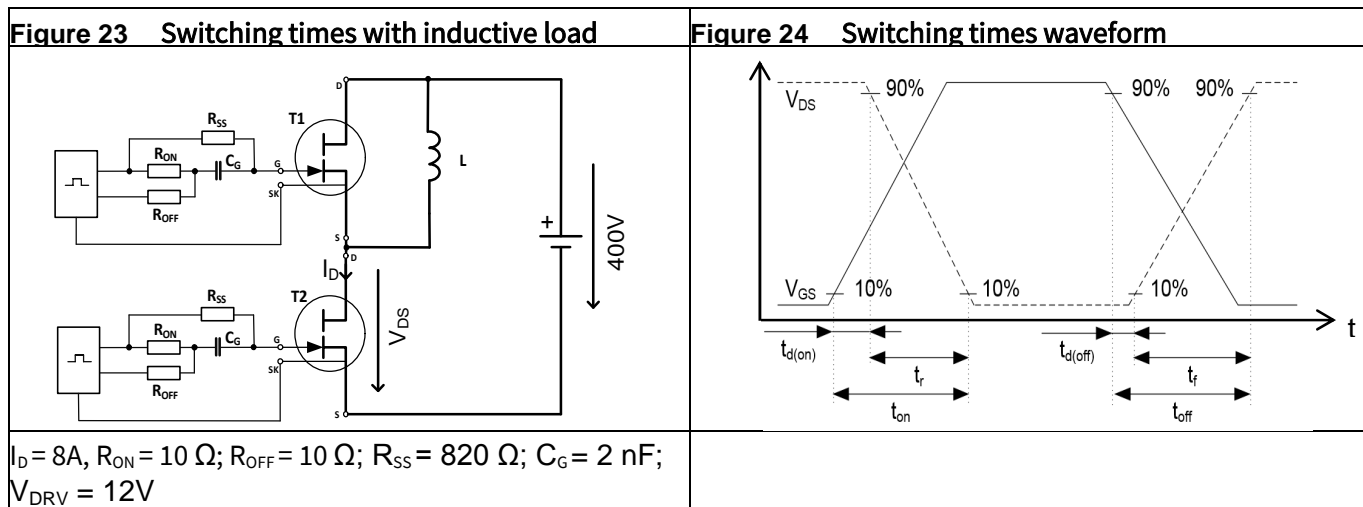 Figure 23 Switching times with inductive load
Figure 24 Switching times waveform
D
T1
RSS
RON
CG
G
SK
ROFF
L
S
D
+
400V
ID
T2
VDS
RSS
RON
CG
G
SK
ROFF
S
VDS
90%
90%
90%
VGS
10%
10%
10%
t
td(on)
td(off)
tr
tf
ton
toff
ID = 8A, RON = 10 Ω; ROFF = 10 Ω; RSS = 820 Ω; CG = 2 nF;
VDRV = 12V